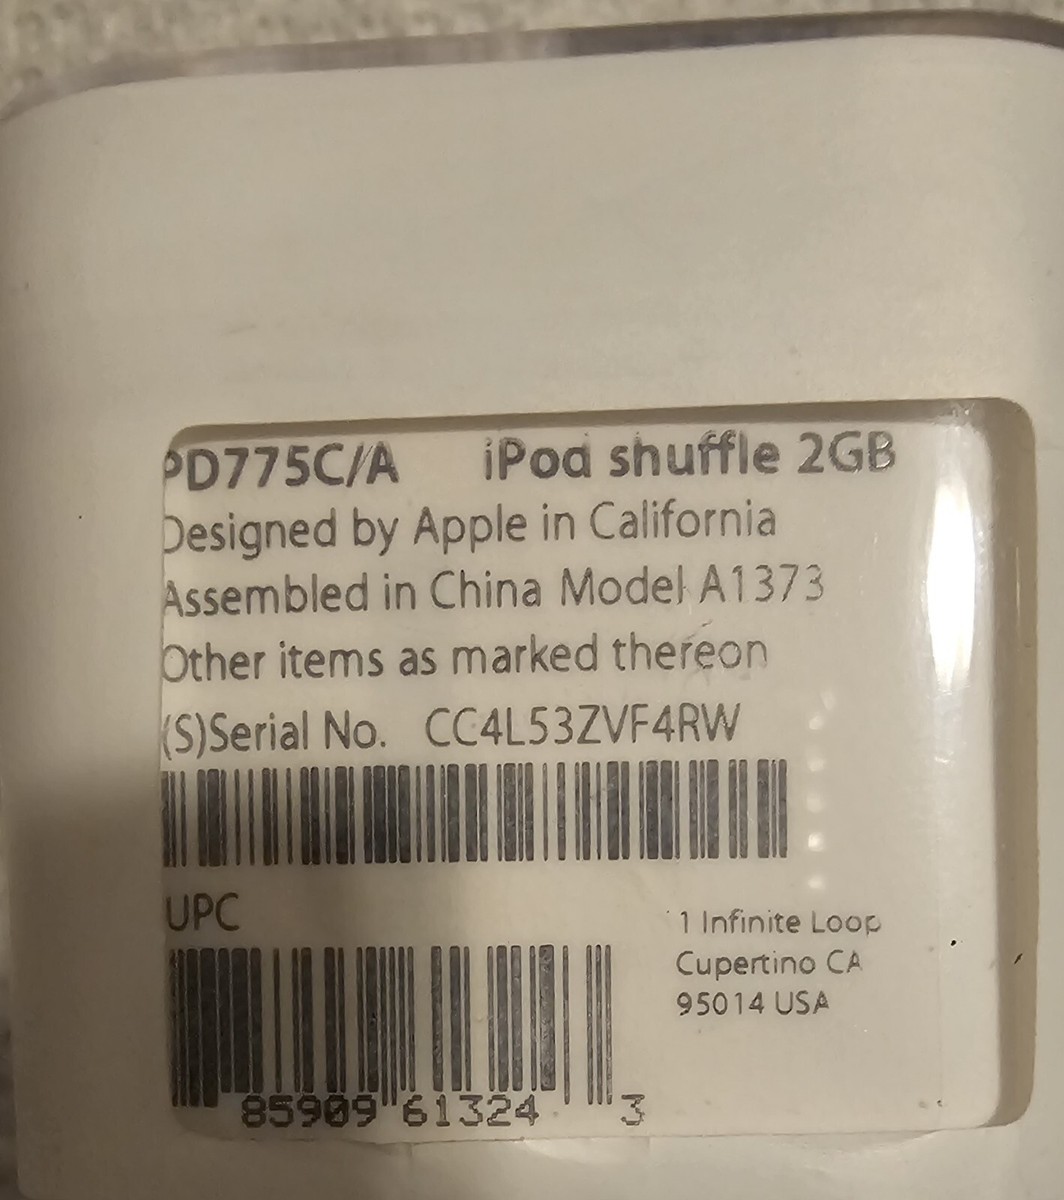 PD775C/A iPod shuffle 2GB
Designed by Apple in California
Assembled in China Model A1373
Other items as marked thereon
(S)Serial No. CC4L53ZVF4RW
UPC
1 Infinite Loop
Cupertino CA
95014 USA
85909 61324 3